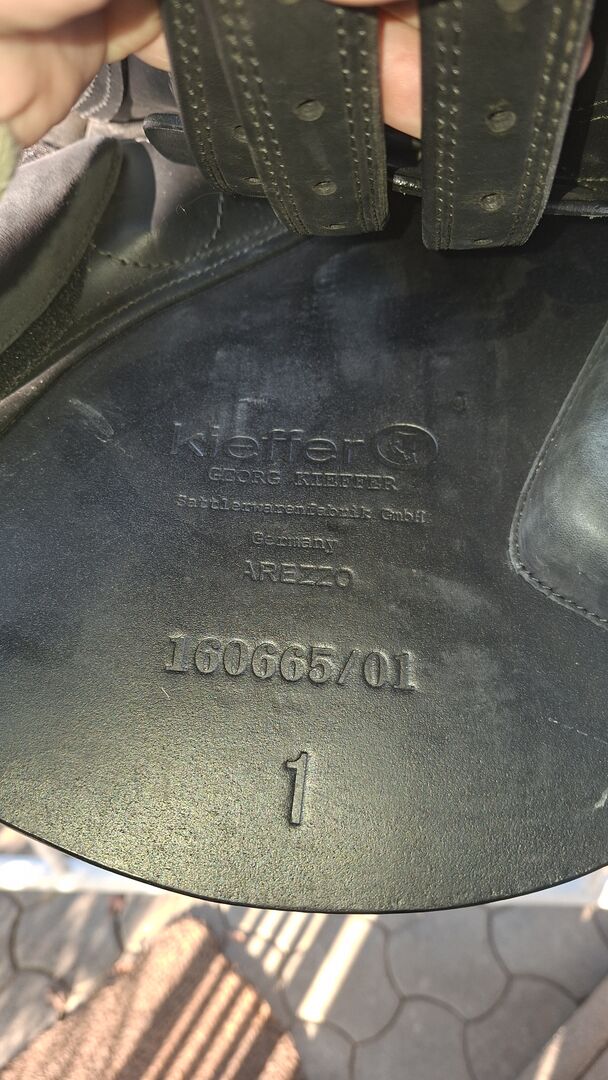 kieffer
GEORG KIEFFER
Sattlerwarenfabrik GmbH
Germany
AREZZO
160665/01
1